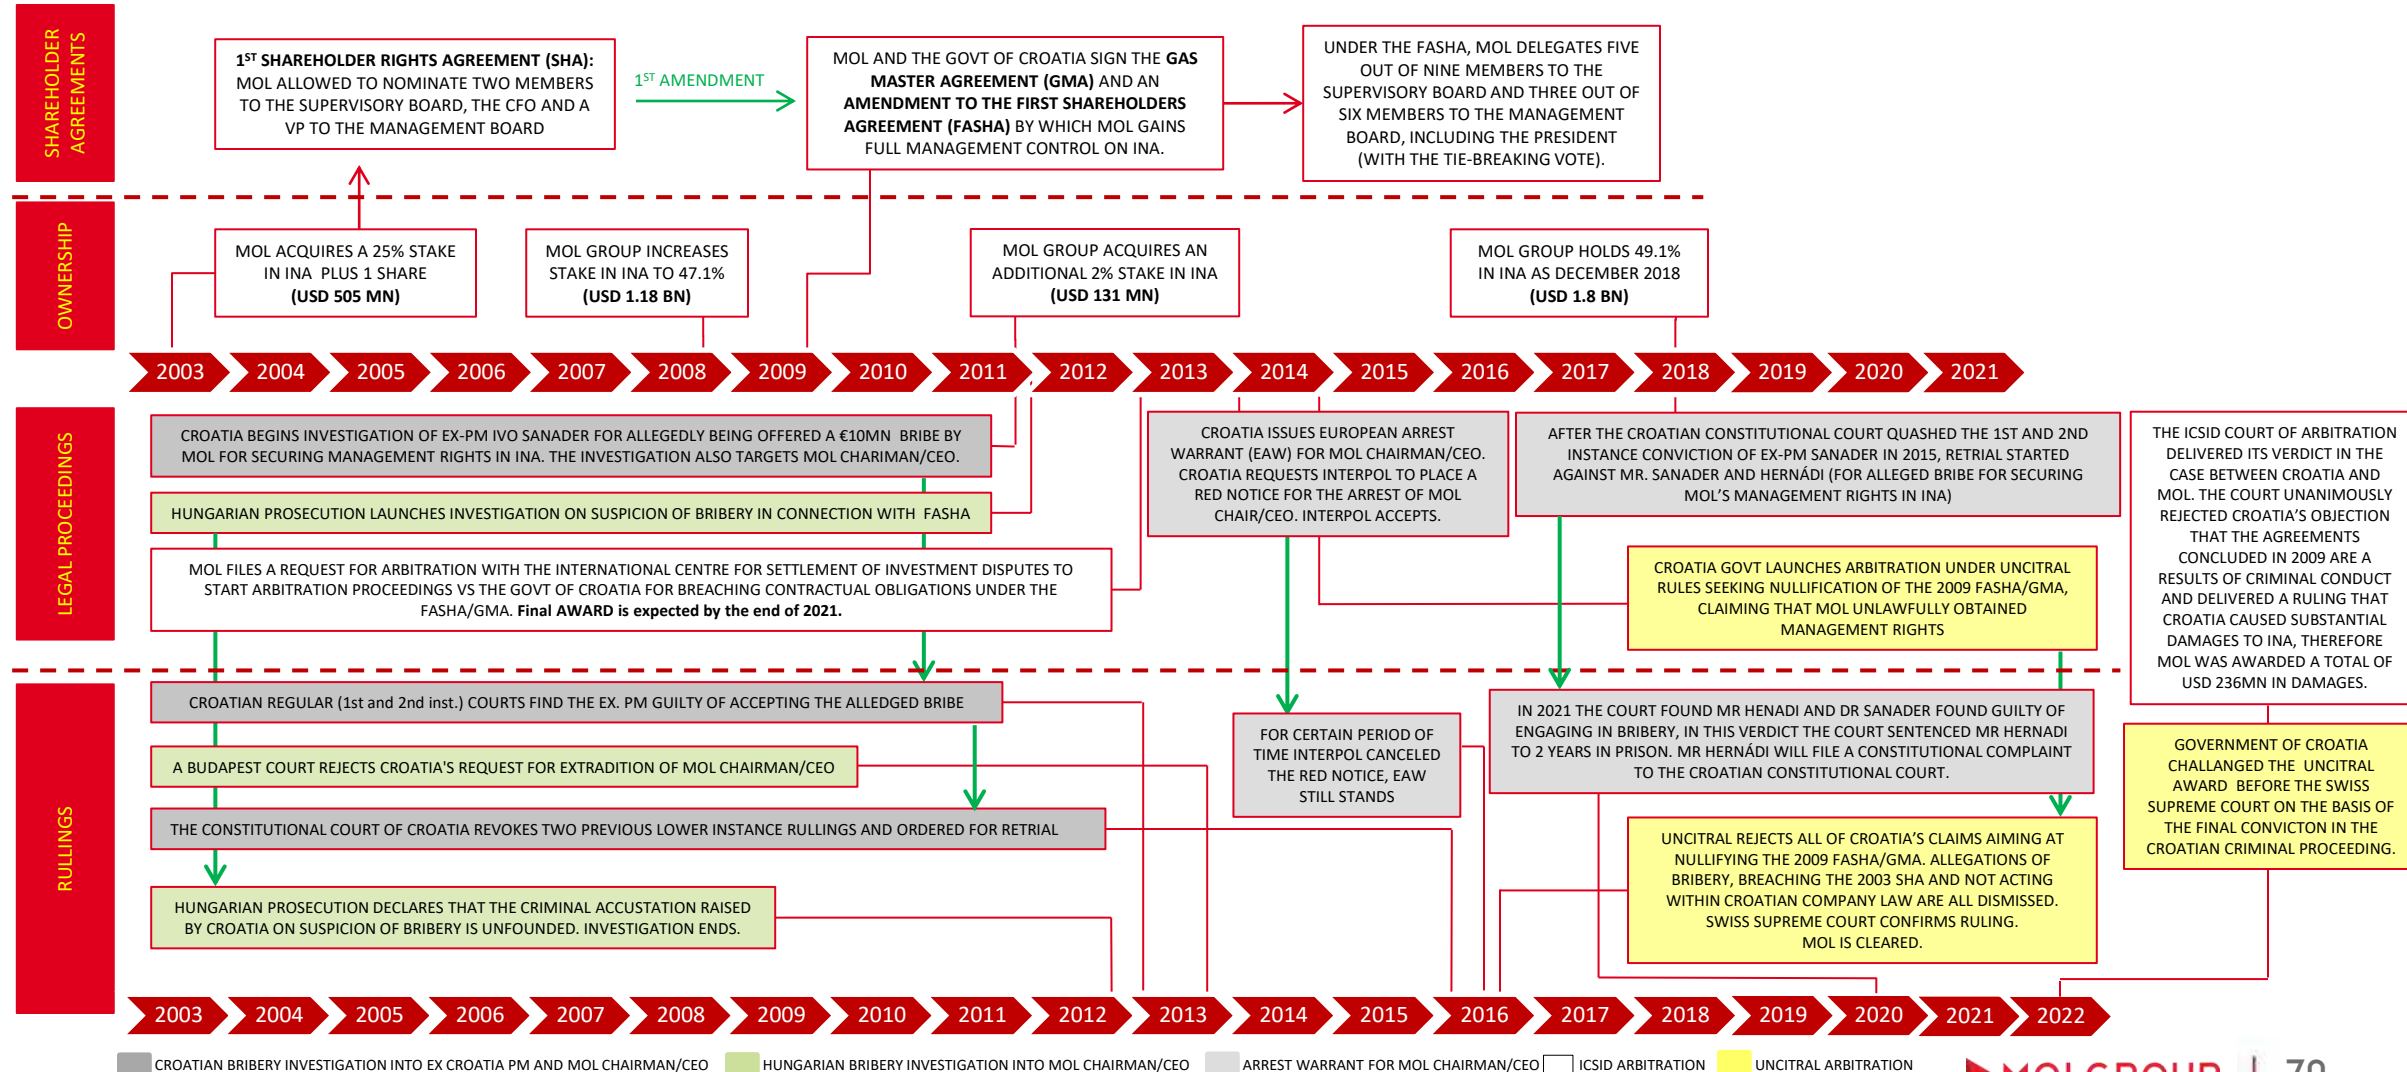 SHAREHOLDER
AGREEMENTS
1ST SHAREHOLDER RIGHTS AGREEMENT (SHA):
MOL ALLOWED TO NOMINATE TWO MEMBERS
TO THE SUPERVISORY BOARD, THE CFO AND A
VP TO THE MANAGEMENT BOARD
1ST AMENDMENT
MOL AND THE GOVT OF CROATIA SIGN THE GAS
MASTER AGREEMENT (GMA) AND AN
AMENDMENT TO THE FIRST SHAREHOLDERS
AGREEMENT (FASHA) BY WHICH MOL GAINS
FULL MANAGEMENT CONTROL ON INA.
UNDER THE FASHA, MOL DELEGATES FIVE
OUT OF NINE MEMBERS TO THE
SUPERVISORY BOARD AND THREE OUT OF
SIX MEMBERS TO THE MANAGEMENT
BOARD, INCLUDING THE PRESIDENT
(WITH THE TIE-BREAKING VOTE).
OWNERSHIP
MOL ACQUIRES A 25% STAKE
IN INA PLUS 1 SHARE
(USD 505 MN)
MOL GROUP INCREASES
STAKE IN INA TO 47.1%
(USD 1.18 BN)
MOL GROUP ACQUIRES AN
ADDITIONAL 2% STAKE IN INA
(USD 131 MN)
MOL GROUP HOLDS 49.1%
IN INA AS DECEMBER 2018
(USD 1.8 BN)
2003 2004 2005 2006 2007 2008 2009 2010 2011 2012 2013 2014 2015 2016 2017 2018 2019 2020 2021
LEGAL PROCEEDINGS
CROATIA BEGINS INVESTIGATION OF EX-PM IVO SANADER FOR ALLEGEDLY BEING OFFERED A €10MN BRIBE BY
MOL FOR SECURING MANAGEMENT RIGHTS IN INA. THE INVESTIGATION ALSO TARGETS MOL CHARIMAN/CEO.
HUNGARIAN PROSECUTION LAUNCHES INVESTIGATION ON SUSPICION OF BRIBERY IN CONNECTION WITH FASHA
MOL FILES A REQUEST FOR ARBITRATION WITH THE INTERNATIONAL CENTRE FOR SETTLEMENT OF INVESTMENT DISPUTES TO
START ARBITRATION PROCEEDINGS VS THE GOVT OF CROATIA FOR BREACHING CONTRACTUAL OBLIGATIONS UNDER THE
FASHA/GMA. Final AWARD is expected by the end of 2021.
CROATIA ISSUES EUROPEAN ARREST
WARRANT (EAW) FOR MOL CHAIRMAN/CEO.
CROATIA REQUESTS INTERPOL TO PLACE A
RED NOTICE FOR THE ARREST OF MOL
CHAIR/CEO. INTERPOL ACCEPTS.
AFTER THE CROATIAN CONSTITUTIONAL COURT QUASHED THE 1ST AND 2ND
INSTANCE CONVICTION OF EX-PM SANADER IN 2015, RETRIAL STARTED
AGAINST MR. SANADER AND HERNÁDI (FOR ALLEGED BRIBE FOR SECURING
MOL'S MANAGEMENT RIGHTS IN INA)
CROATIA GOVT LAUNCHES ARBITRATION UNDER UNCITRAL
RULES SEEKING NULLIFICATION OF THE 2009 FASHA/GMA,
CLAIMING THAT MOL UNLAWFULLY OBTAINED
MANAGEMENT RIGHTS
THE ICSID COURT OF ARBITRATION
DELIVERED ITS VERDICT IN THE
CASE BETWEEN CROATIA AND
MOL. THE COURT UNANIMOUSLY
REJECTED CROATIA'S OBJECTION
THAT THE AGREEMENTS
CONCLUDED IN 2009 ARE A
RESULTS OF CRIMINAL CONDUCT
AND DELIVERED A RULING THAT
CROATIA CAUSED SUBSTANTIAL
DAMAGES TO INA, THEREFORE
MOL WAS AWARDED A TOTAL OF
USD 236MN IN DAMAGES.
RULLINGS
CROATIAN REGULAR (1st and 2nd inst.) COURTS FIND THE EX. PM GUILTY OF ACCEPTING THE ALLEDGED BRIBE
A BUDAPEST COURT REJECTS CROATIA'S REQUEST FOR EXTRADITION OF MOL CHAIRMAN/CEO
THE CONSTITUTIONAL COURT OF CROATIA REVOKES TWO PREVIOUS LOWER INSTANCE RULLINGS AND ORDERED FOR RETRIAL
HUNGARIAN PROSECUTION DECLARES THAT THE CRIMINAL ACCUSTATION RAISED
BY CROATIA ON SUSPICION OF BRIBERY IS UNFOUNDED. INVESTIGATION ENDS.
FOR CERTAIN PERIOD OF
TIME INTERPOL CANCELED
THE RED NOTICE, EAW
STILL STANDS
IN 2021 THE COURT FOUND MR HENADI AND DR SANADER FOUND GUILTY OF
ENGAGING IN BRIBERY, IN THIS VERDICT THE COURT SENTENCED MR HERNADI
TO 2 YEARS IN PRISON. MR HERNÁDI WILL FILE A CONSTITUTIONAL COMPLAINT
TO THE CROATIAN CONSTITUTIONAL COURT.
UNCITRAL REJECTS ALL OF CROATIA'S CLAIMS AIMING AT
NULLIFYING THE 2009 FASHA/GMA. ALLEGATIONS OF
BRIBERY, BREACHING THE 2003 SHA AND NOT ACTING
WITHIN CROATIAN COMPANY LAW ARE ALL DISMISSED.
SWISS SUPREME COURT CONFIRMS RULING.
MOL IS CLEARED.
GOVERNMENT OF CROATIA
CHALLANGED THE UNCITRAL
AWARD BEFORE THE SWISS
SUPREME COURT ON THE BASIS OF
THE FINAL CONVICTON IN THE
CROATIAN CRIMINAL PROCEEDING.
2003 2004 2005 2006 2007 2008 2009 2010 2011 2012 2013 2014 2015 2016 2017 2018 2019 2020 2021 2022
CROATIAN BRIBERY INVESTIGATION INTO EX CROATIA PM AND MOL CHAIRMAN/CEO
HUNGARIAN BRIBERY INVESTIGATION INTO MOL CHAIRMAN/CEO
ARREST WARRANT FOR MOL CHAIRMAN/CEO
ICSID ARBITRATION
UNCITRAL ARBITRATION
MOLGROUP